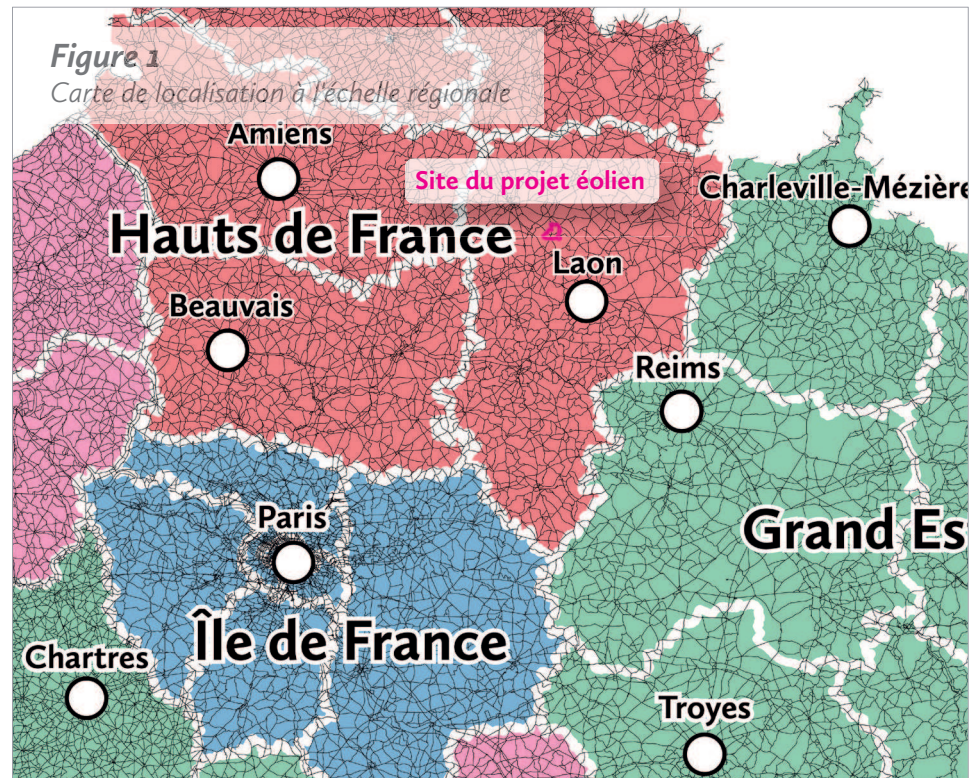 Figure 1
Carte de localisation à l'échelle régionale
Amiens
Site du projet éolien
Charleville-Mézière
Hauts de France
Laon
Beauvais
Reims
Paris
Grand Es
Île de France
Chartres
Troyes